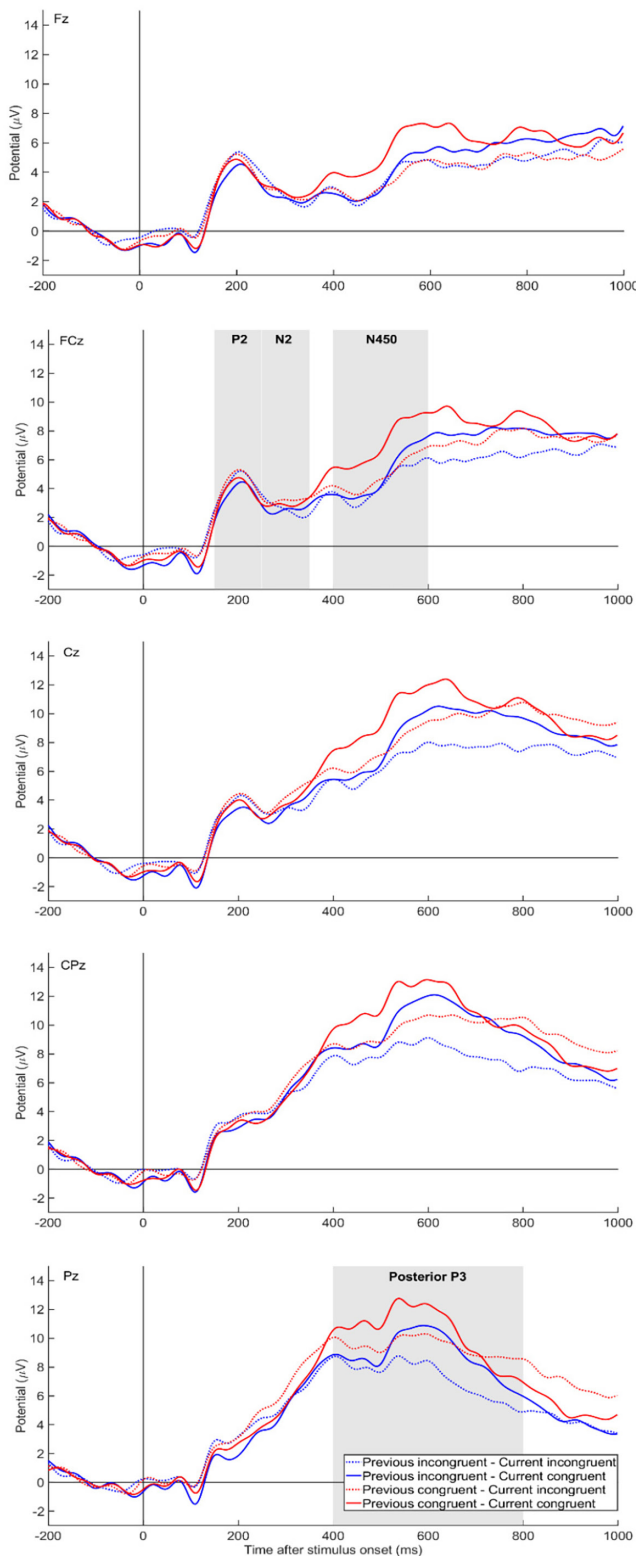 Fz
14
12
10
8
6
4
2
0
-2
Potential (μV)
-200 0 200 400 600 800 1000
FCz
P2 N2 N450
14
12
10
8
6
4
2
0
-2
Potential (μV)
-200 0 200 400 600 800 1000
Cz
14
12
10
8
6
4
2
0
-2
Potential (μV)
-200 0 200 400 600 800 1000
CPz
14
12
10
8
6
4
2
0
-2
Potential (μV)
-200 0 200 400 600 800 1000
Pz
Posterior P3
14
12
10
8
6
4
2
0
-2
Potential (μV)
Previous incongruent - Current incongruent
Previous incongruent - Current congruent
Previous congruent - Current incongruent
Previous congruent - Current congruent
-200 0 200 400 600 800 1000
Time after stimulus onset (ms)